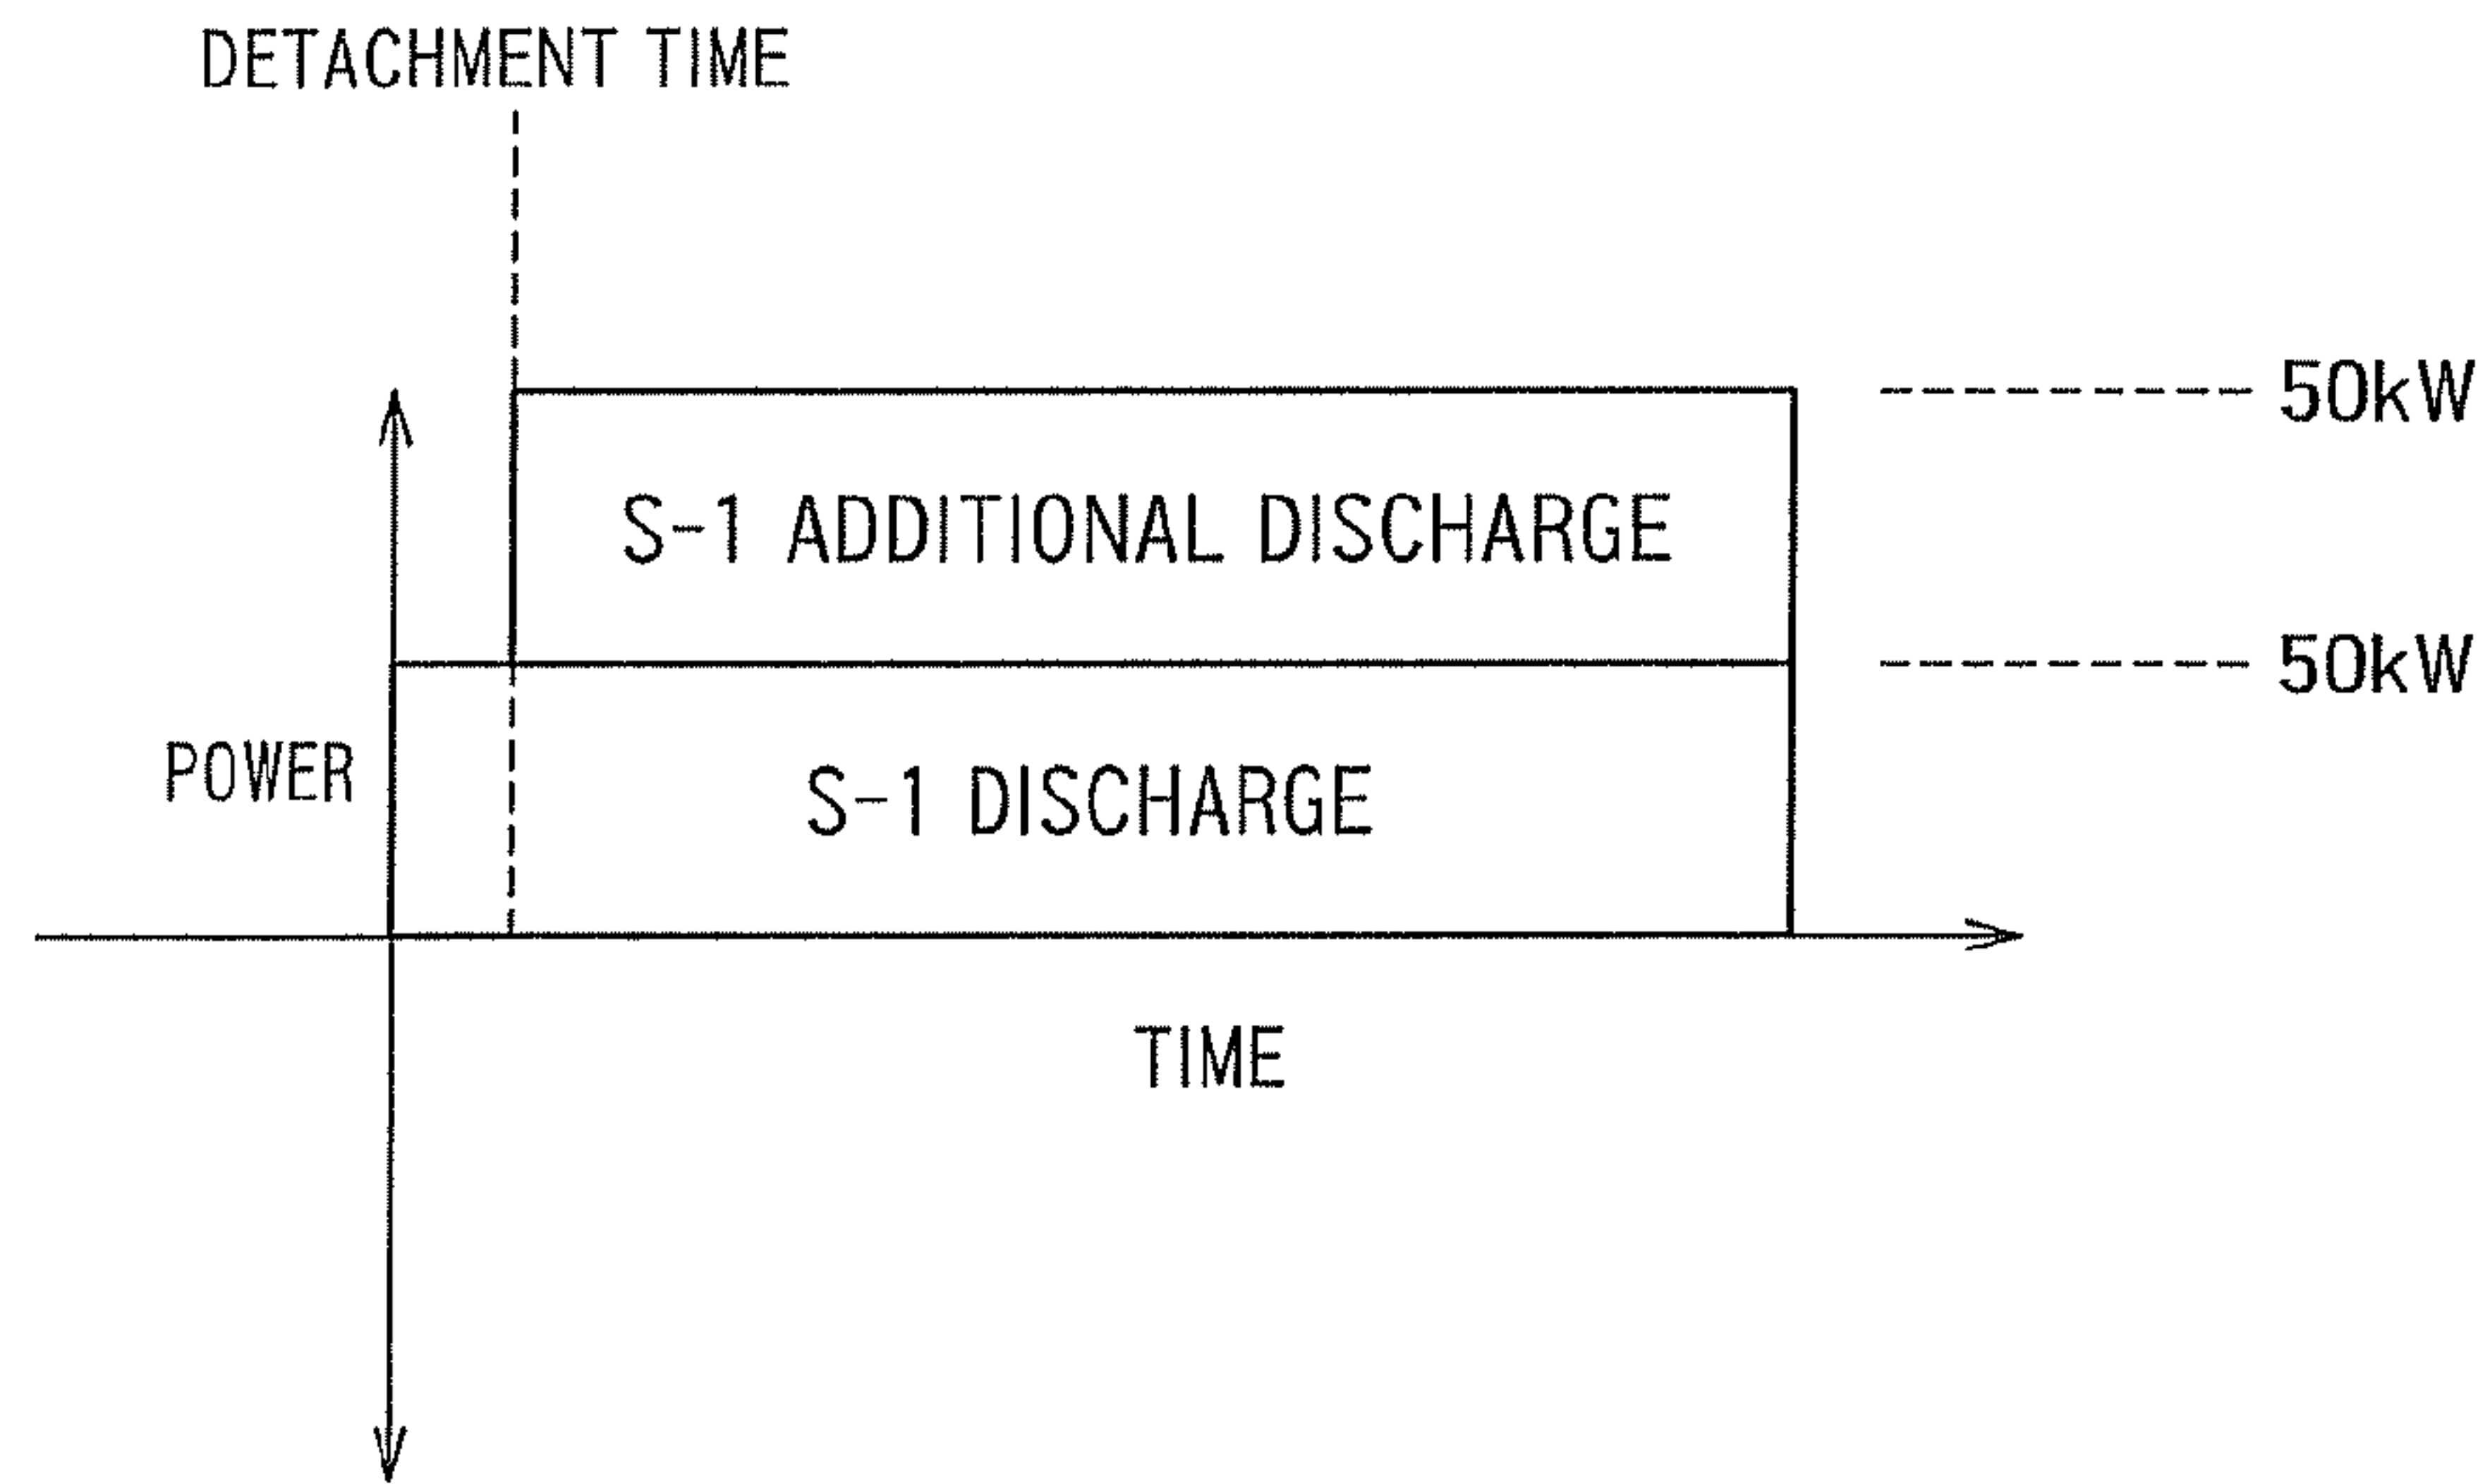 DETACHMENT TIME
50kW
S-1 ADDITIONAL DISCHARGE
50kW
POWER
S-1 DISCHARGE
TIME